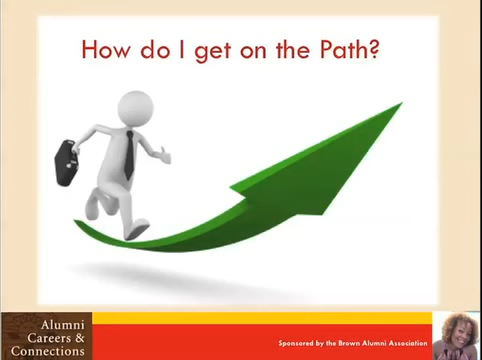 How do I get on the Path?
Alumni
Careers &
Connections
Sponsored by the Brown Alumni Association